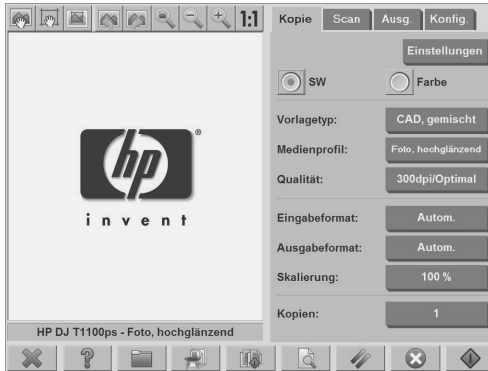 1:1
Kopie Scan Ausg. Konfig.
Einstellungen
SW Farbe
Vorlagetyp: CAD, gemischt
Medienprofil: Foto, hochglänzend
Qualität: 300dpi/Optimal
Eingabeformat: Autom.
Ausgabeformat: Autom.
Skalierung: 100 %
Kopien: 1
hp ®
invent
HP DJ T1100ps - Foto, hochglänzend
?